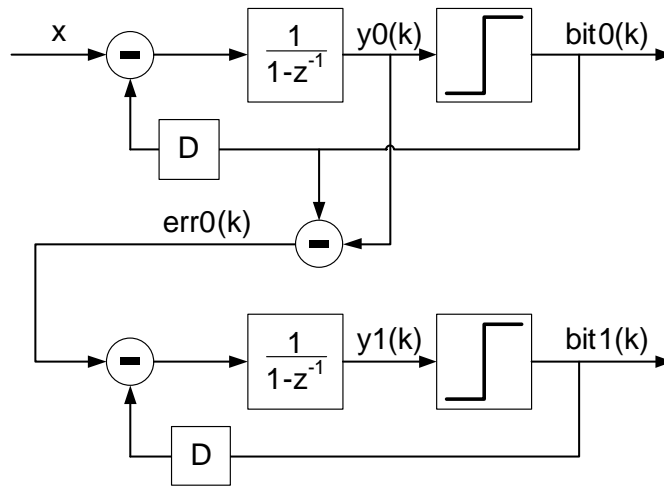 x
1
1-z⁻¹
y0(k)
bit0(k)
D
err0(k)
1
1-z⁻¹
y1(k)
bit1(k)
D